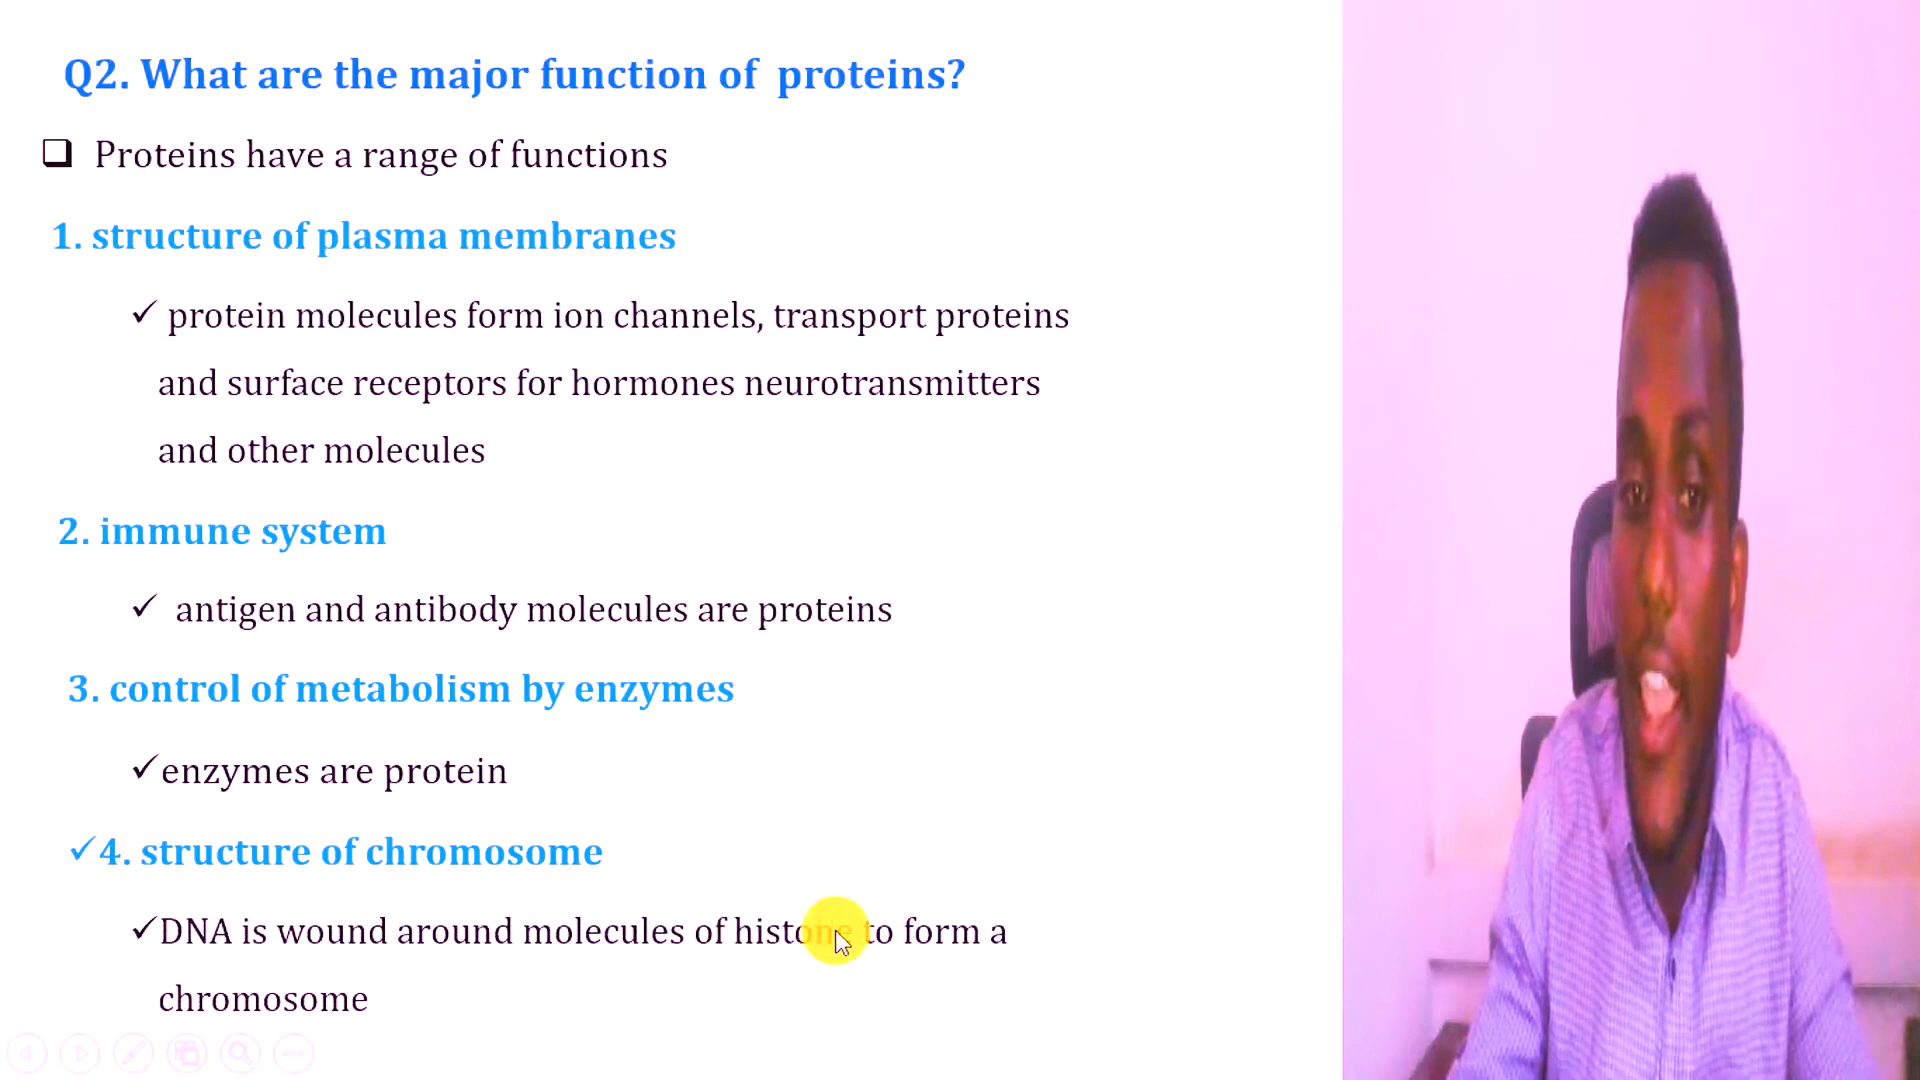 Q2. What are the major function of proteins?
Proteins have a range of functions
1. structure of plasma membranes
protein molecules form ion channels, transport proteins
and surface receptors for hormones neurotransmitters
and other molecules
2. immune system
antigen and antibody molecules are proteins
3. control of metabolism by enzymes
enzymes are protein
4. structure of chromosome
DNA is wound around molecules of histone to form a
chromosome